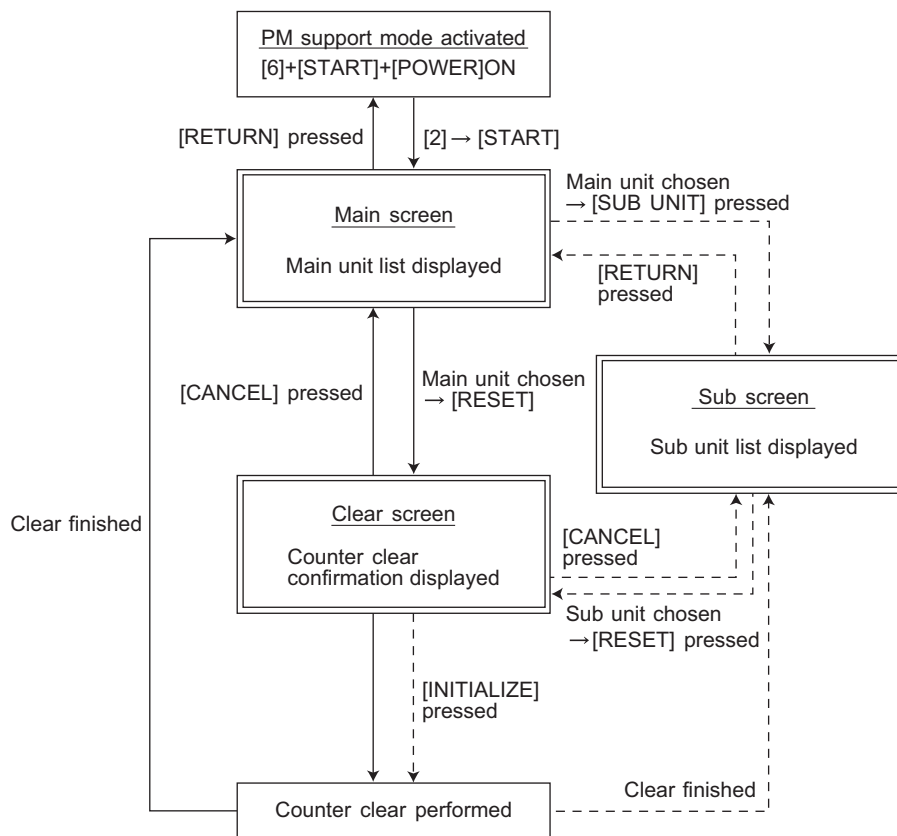 PM support mode activated
[6]+[START]+[POWER]ON
[RETURN] pressed
[2]→ [START]
Main screen
Main unit list displayed
Main unit chosen
→[SUB UNIT] pressed
[RETURN]
pressed
[CANCEL] pressed
Main unit chosen
→[RESET]
Sub screen
Sub unit list displayed
Clear finished
Clear screen
Counter clear
confirmation displayed
[CANCEL]
pressed
Sub unit chosen
→[RESET] pressed
[INITIALIZE]
pressed
Counter clear performed
Clear finished